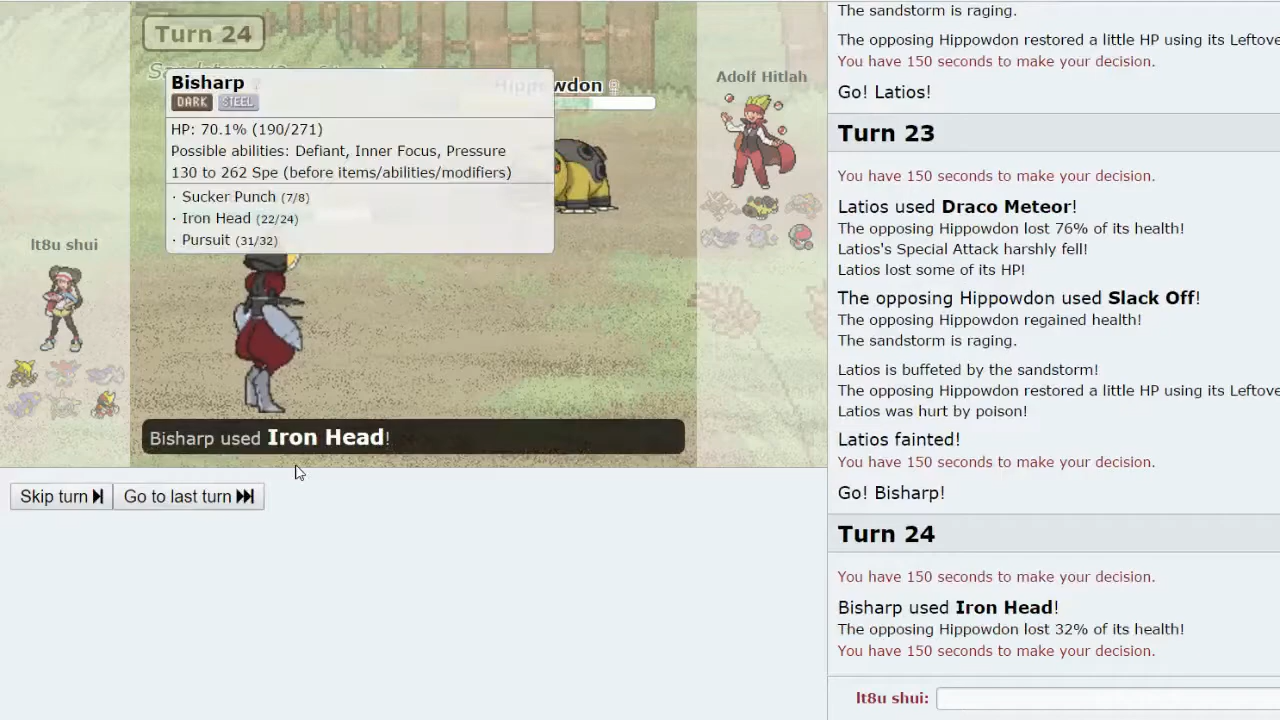 Turn 24
Bisharp
DARK STEEL
HP: 70.1% (190/271)
Possible abilities: Defiant, Inner Focus, Pressure
130 to 262 Spe (before items/abilities/modifiers)
· Sucker Punch (7/8)
· Iron Head (22/24)
· Pursuit (31/32)
Hippowdon
Adolf Hitlah
lt8u shui
Bisharp used Iron Head!
Skip turn
Go to last turn
The sandstorm is raging.
The opposing Hippowdon restored a little HP using its Leftove
You have 150 seconds to make your decision.
Go! Latios!
Turn 23
You have 150 seconds to make your decision.
Latios used Draco Meteor!
The opposing Hippowdon lost 76% of its health!
Latios's Special Attack harshly fell!
Latios lost some of its HP!
The opposing Hippowdon used Slack Off!
The opposing Hippowdon regained health!
The sandstorm is raging.
Latios is buffeted by the sandstorm!
The opposing Hippowdon restored a little HP using its Leftove
Latios was hurt by poison!
Latios fainted!
You have 150 seconds to make your decision.
Go! Bisharp!
Turn 24
You have 150 seconds to make your decision.
Bisharp used Iron Head!
The opposing Hippowdon lost 32% of its health!
You have 150 seconds to make your decision.
lt8u shui: